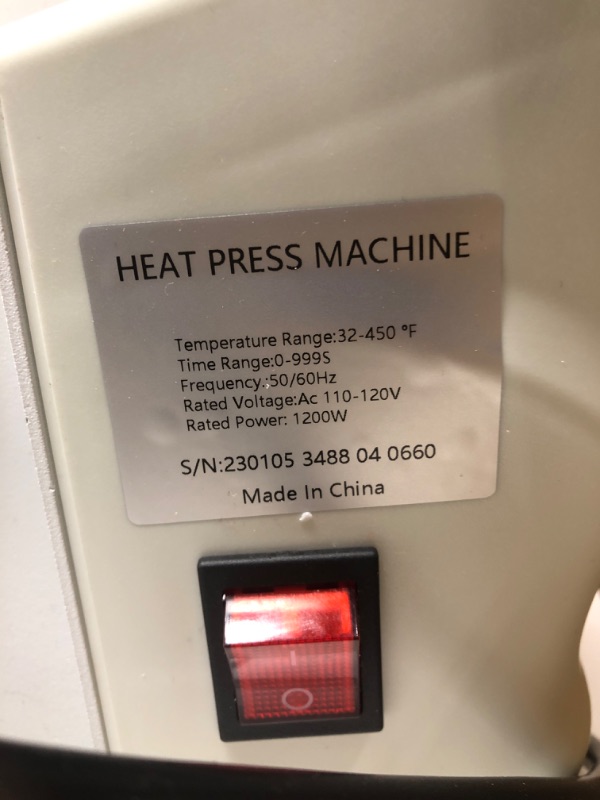 HEAT PRESS MACHINE
Temperature Range:32-450 °F
Time Range:0-999S
Frequency.:50/60Hz
Rated Voltage:Ac 110-120V
Rated Power: 1200W
S/N:230105 3488 04 0660
Made In China